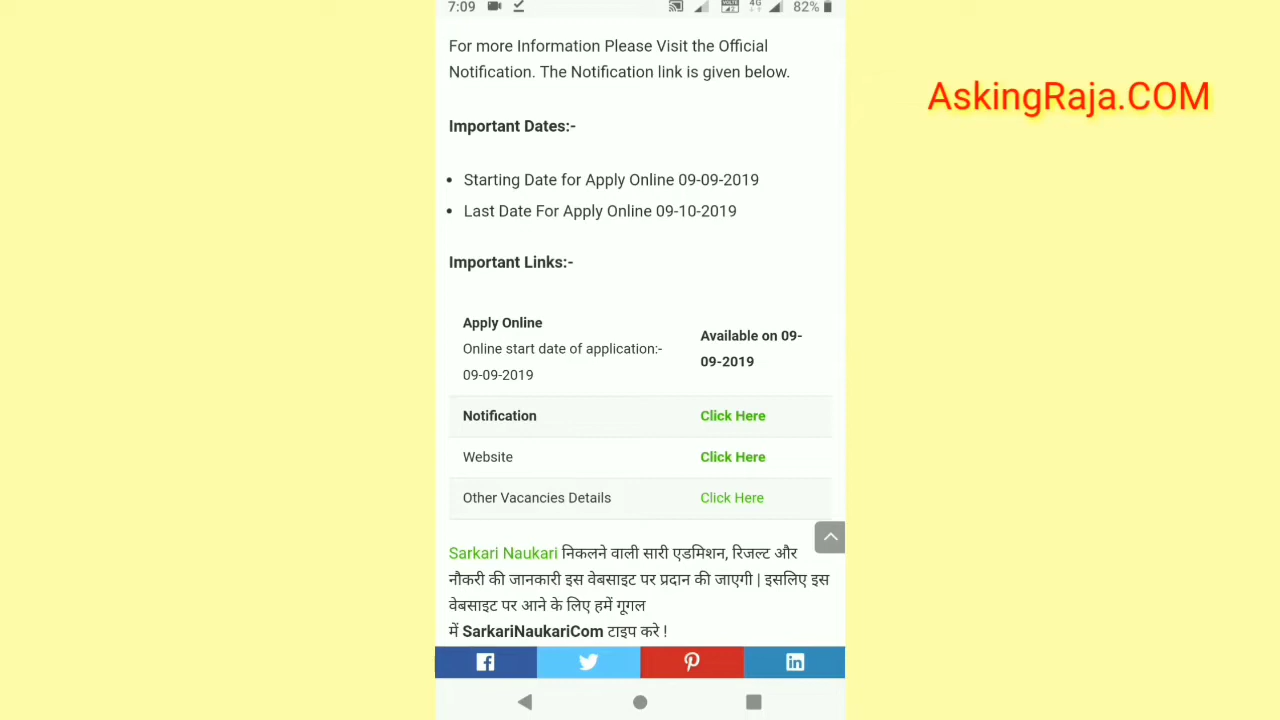 7:09
4G
82%
AskingRaja.COM
For more Information Please Visit the Official
Notification. The Notification link is given below.
Important Dates:-
• Starting Date for Apply Online 09-09-2019
• Last Date For Apply Online 09-10-2019
Important Links:-
Apply Online
Online start date of application:-
09-09-2019
Available on 09-
09-2019
Notification Click Here
Website Click Here
Other Vacancies Details Click Here
Sarkari Naukari निकलने वाली सारी एडमिशन, रिजल्ट और
नौकरी की जानकारी इस वेबसाइट पर प्रदान की जाएगी | इसलिए इस
वेबसाइट पर आने के लिए हमें गूगल
में SarkariNaukariCom टाइप करे !